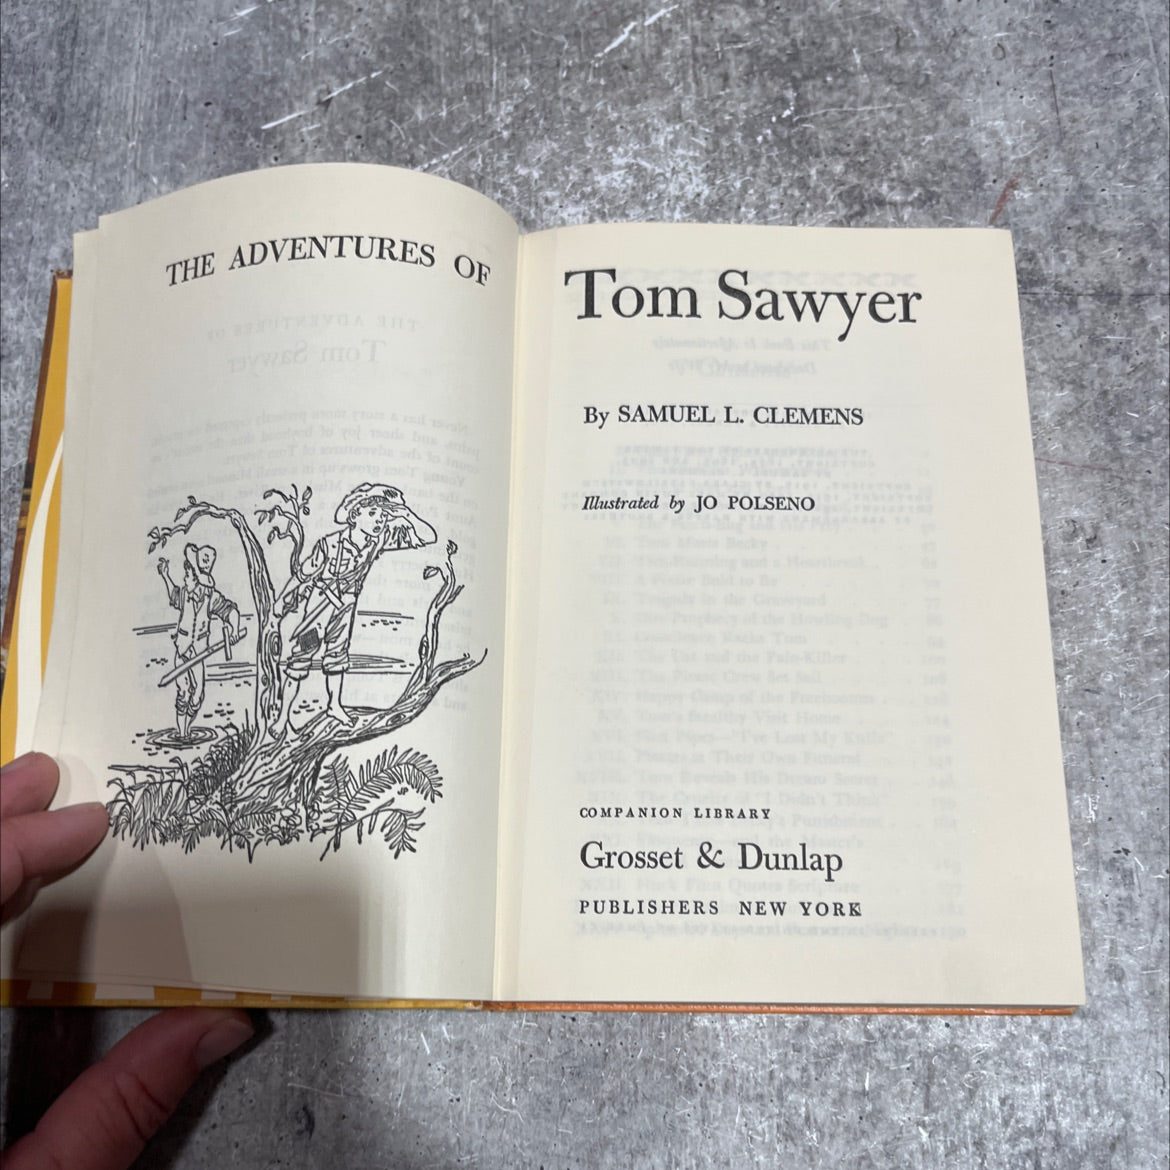 THE ADVENTURES OF
Tom Sawyer
By SAMUEL L. CLEMENS
Illustrated by JO POLSENO
JP
COMPANION LIBRARY
Grosset & Dunlap
PUBLISHERS NEW YORK